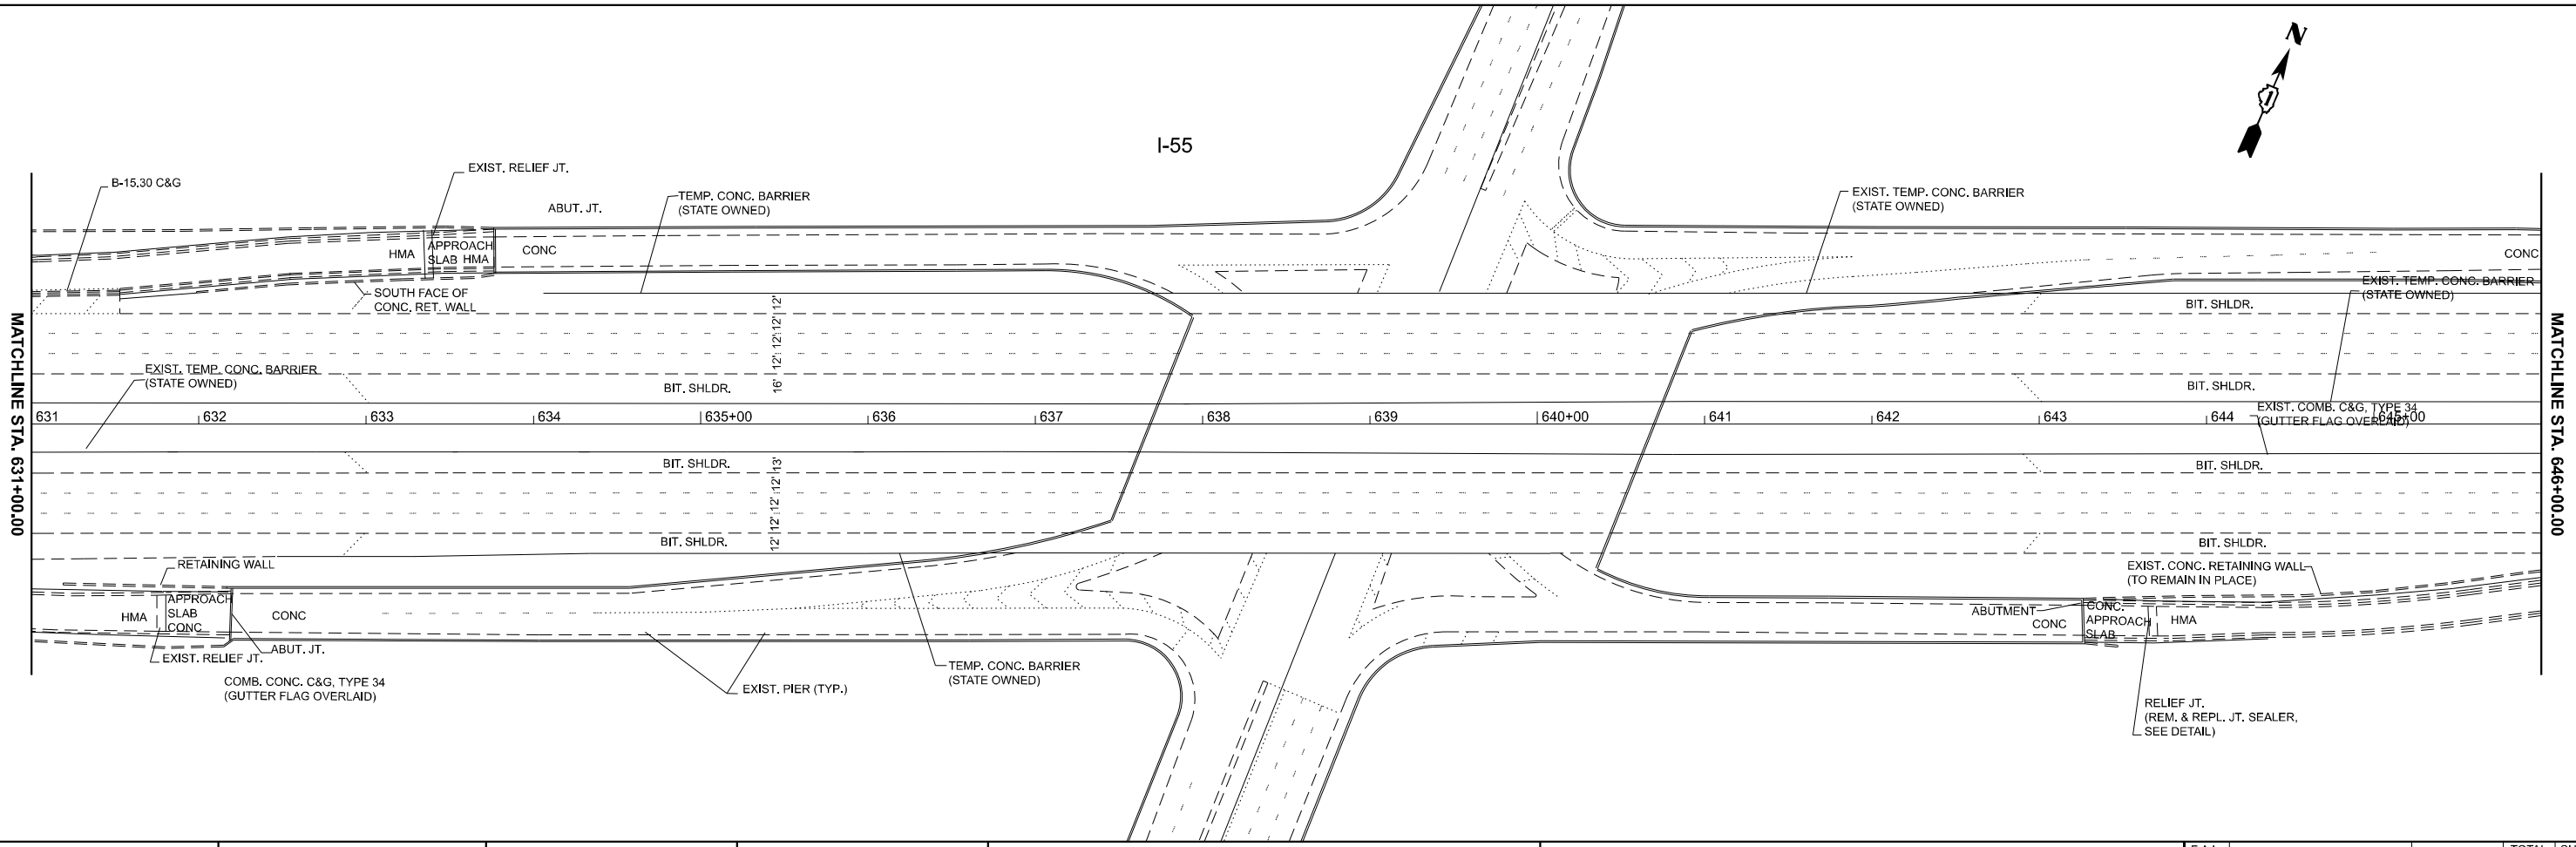 N
I-55
B-15.30 C&G
EXIST. RELIEF JT.
ABUT. JT.
TEMP. CONC. BARRIER
(STATE OWNED)
EXIST. TEMP. CONC. BARRIER
(STATE OWNED)
HMA
APPROACH
SLAB HMA
CONC
CONC
SOUTH FACE OF
CONC. RET. WALL
EXIST. TEMP. CONC. BARRIER
(STATE OWNED)
BIT. SHLDR.
16' 12' 12' 12' 12'
EXIST. TEMP. CONC. BARRIER
(STATE OWNED)
BIT. SHLDR.
BIT. SHLDR.
MATCHLINE STA. 631+00.00
631 632 633 634 635+00 636 637 638 639 640+00 641 642 643 644 645+00
MATCHLINE STA. 646+00.00
EXIST. COMB. C&G, TYPE 34
(GUTTER FLAG OVERLAID)
BIT. SHLDR.
BIT. SHLDR.
12' 12' 12' 12' 13'
BIT. SHLDR.
BIT. SHLDR.
RETAINING WALL
EXIST. CONC. RETAINING WALL
(TO REMAIN IN PLACE)
HMA
APPROACH
SLAB
CONC
CONC
ABUTMENT
CONC
CONC.
APPROACH
SLAB
HMA
EXIST. RELIEF JT.
ABUT. JT.
COMB. CONC. C&G, TYPE 34
(GUTTER FLAG OVERLAID)
EXIST. PIER (TYP.)
TEMP. CONC. BARRIER
(STATE OWNED)
RELIEF JT.
(REM. & REPL. JT. SEALER,
SEE DETAIL)